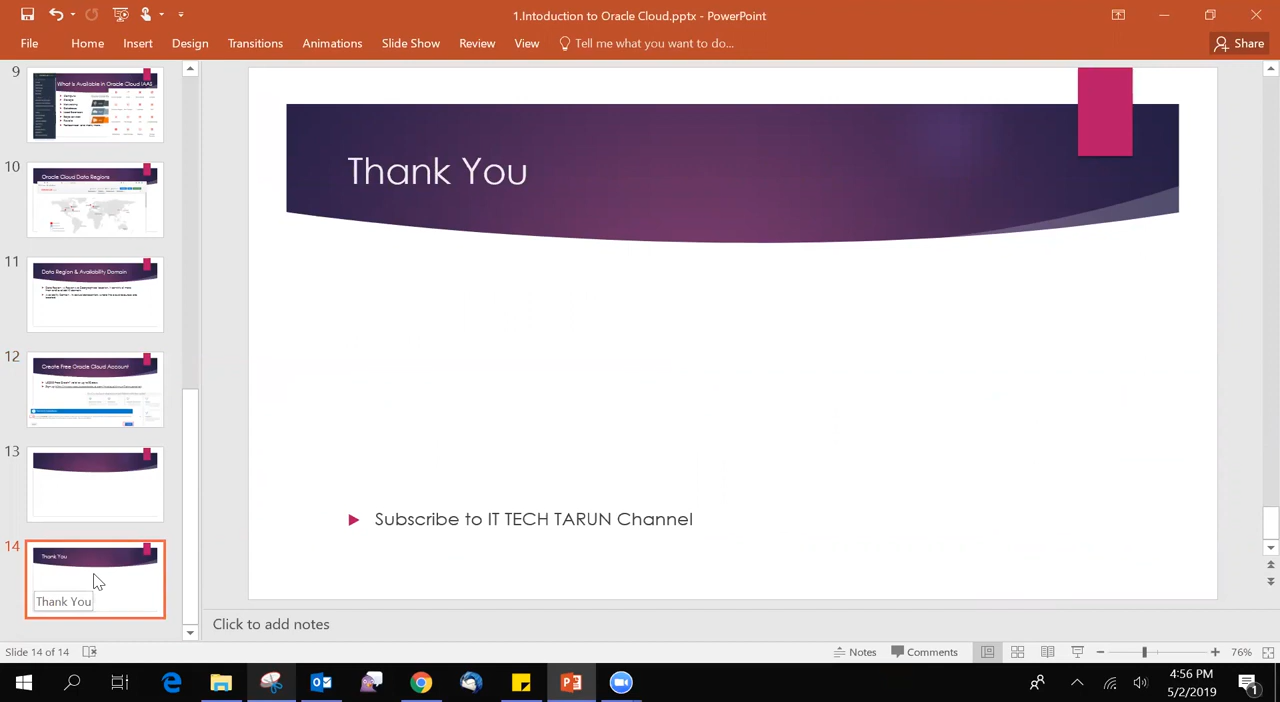 1.Intoduction to Oracle Cloud.pptx - PowerPoint
File Home Insert Design Transitions Animations Slide Show Review View Tell me what you want to do... Share
9
What is Available in Oracle Cloud IAAS
10
Oracle Cloud Data Regions
11
Data Region & Availability Domain
12
Create Free Oracle Cloud Account
13
14
Thank You
Thank You
Thank You
Subscribe to IT TECH TARUN Channel
Click to add notes
Slide 14 of 14 Notes Comments 76%
4:56 PM
5/2/2019
1